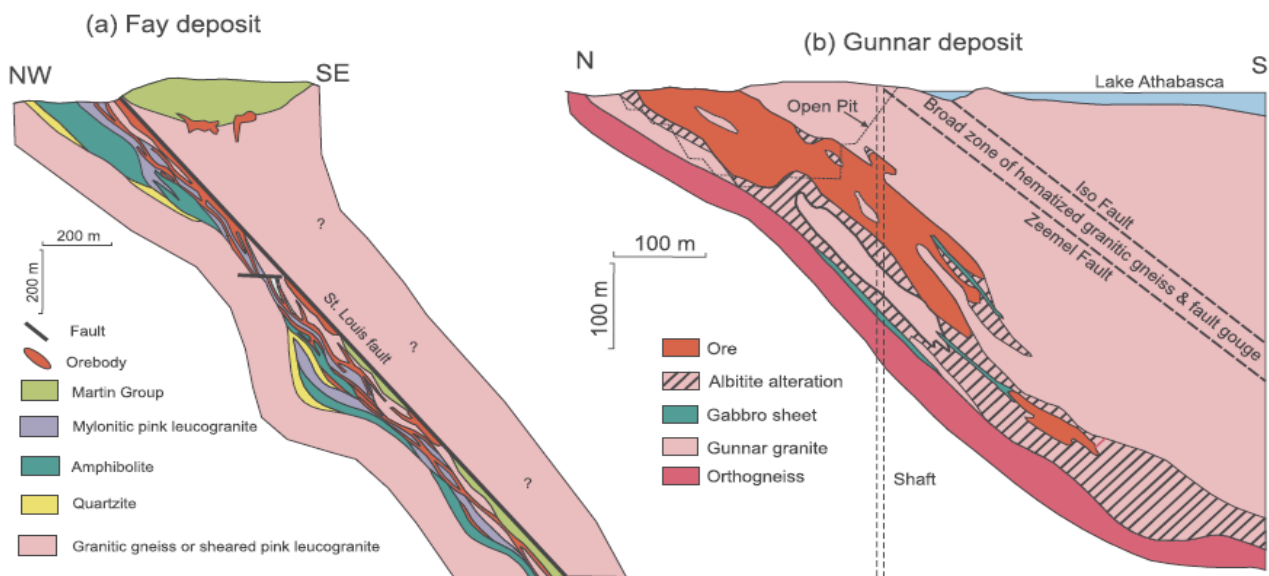 (a) Fay deposit
NW
SE
200 m
200 m
Fault
Orebody
Martin Group
Mylonitic pink leucogranite
Amphibolite
Quartzite
Granitic gneiss or sheared pink leucogranite
St. Louis fault
?
?
?
(b) Gunnar deposit
N
S
Lake Athabasca
Open Pit
Iso Fault
Broad zone of hematized granitic gneiss & fault gouge
Zeemel Fault
100 m
100 m
Ore
Albitite alteration
Gabbro sheet
Gunnar granite
Orthogneiss
Shaft